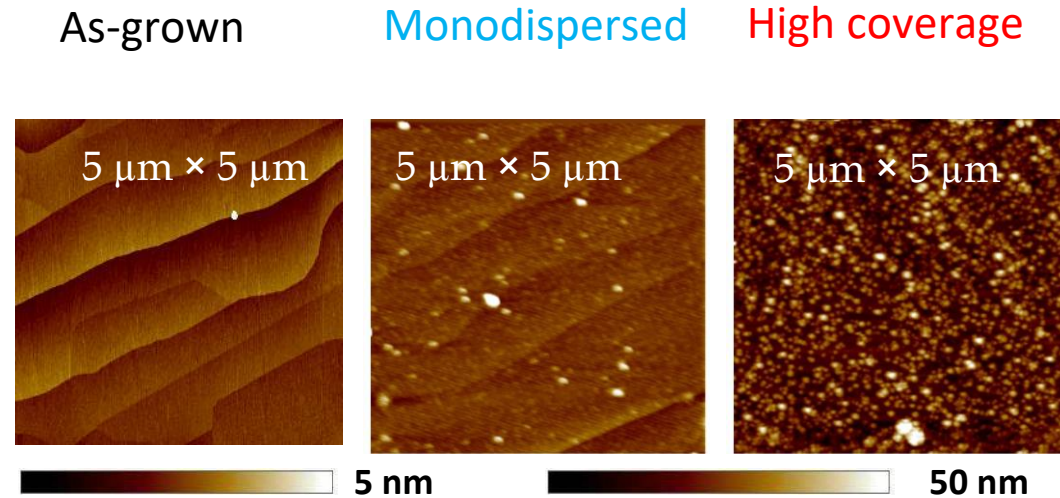 As-grown Monodispersed High coverage
5 μm × 5 μm 5 μm × 5 μm 5 μm × 5 μm
5 nm 50 nm